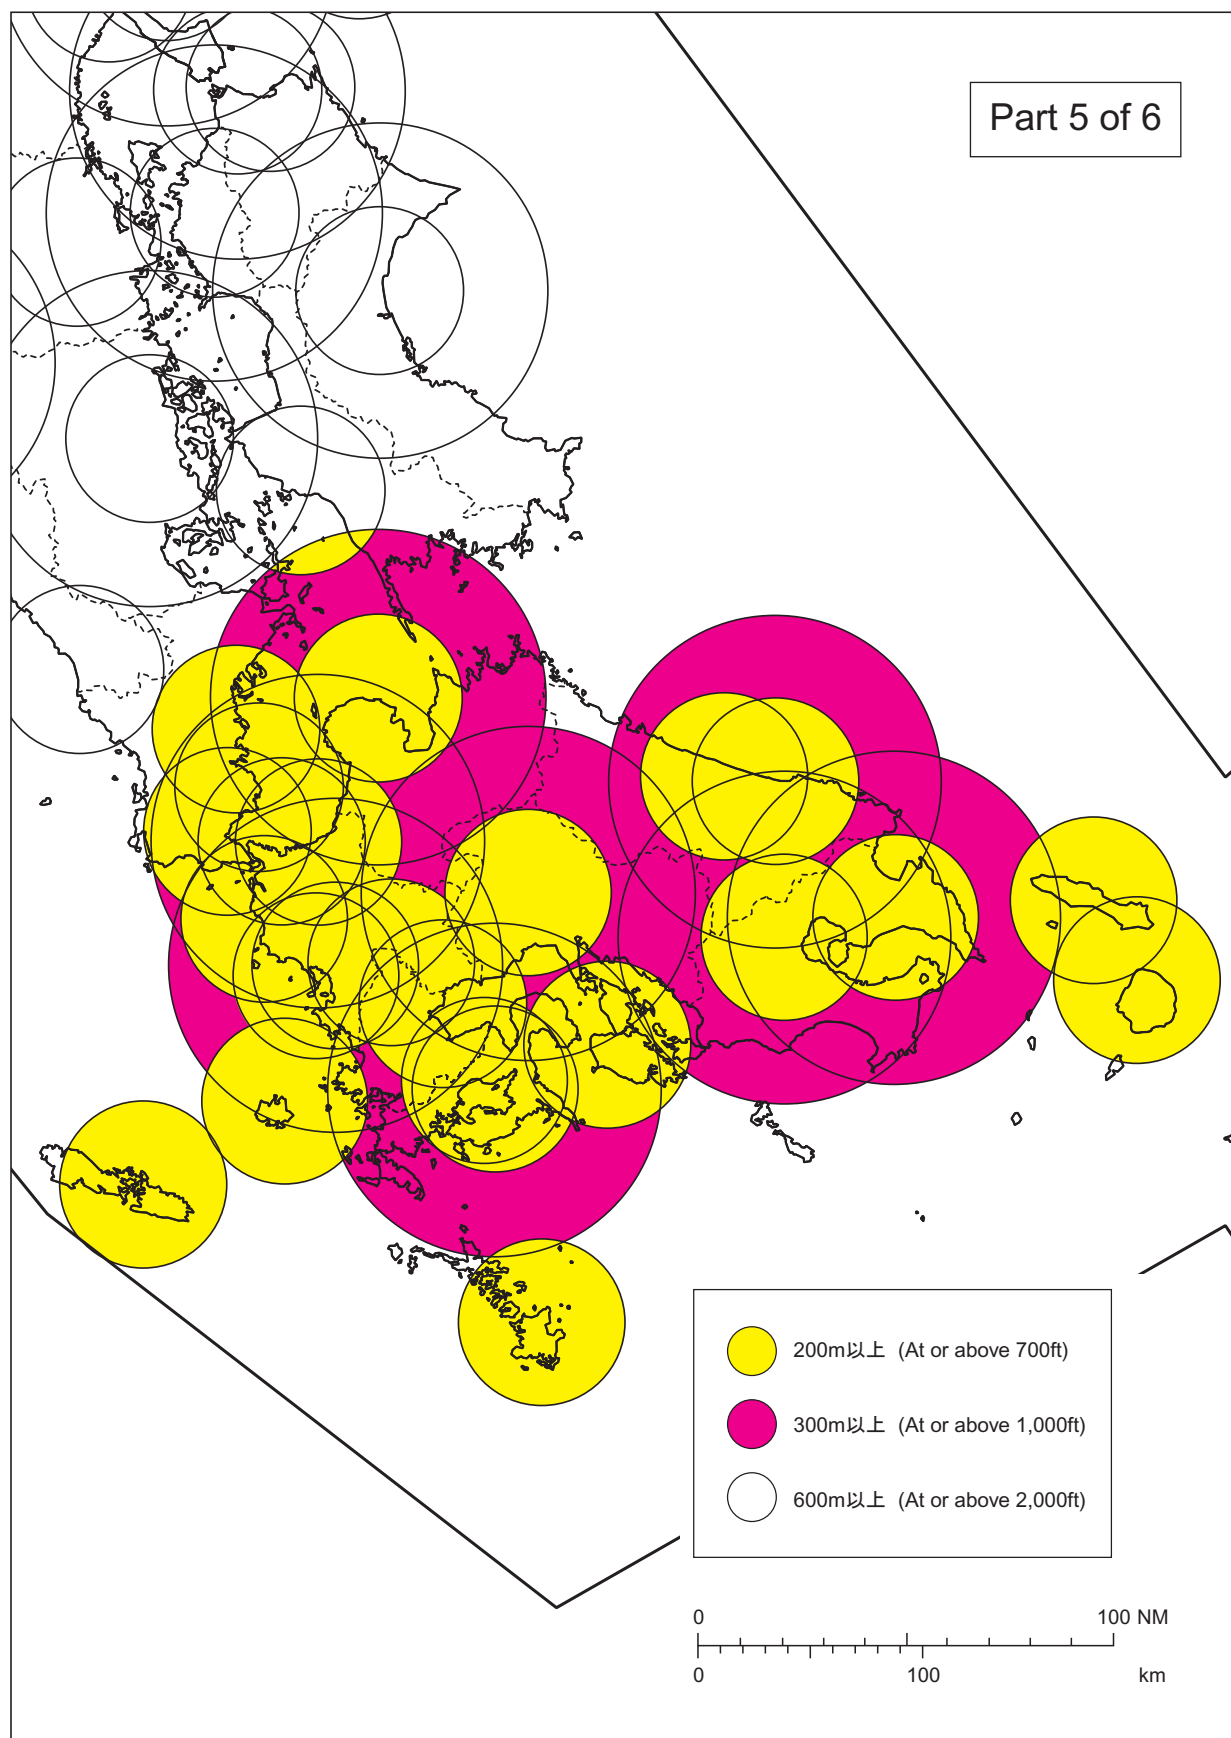 Part 5 of 6
200m以上 (At or above 700ft)
300m以上 (At or above 1,000ft)
600m以上 (At or above 2,000ft)
0 100 NM
0 100 km